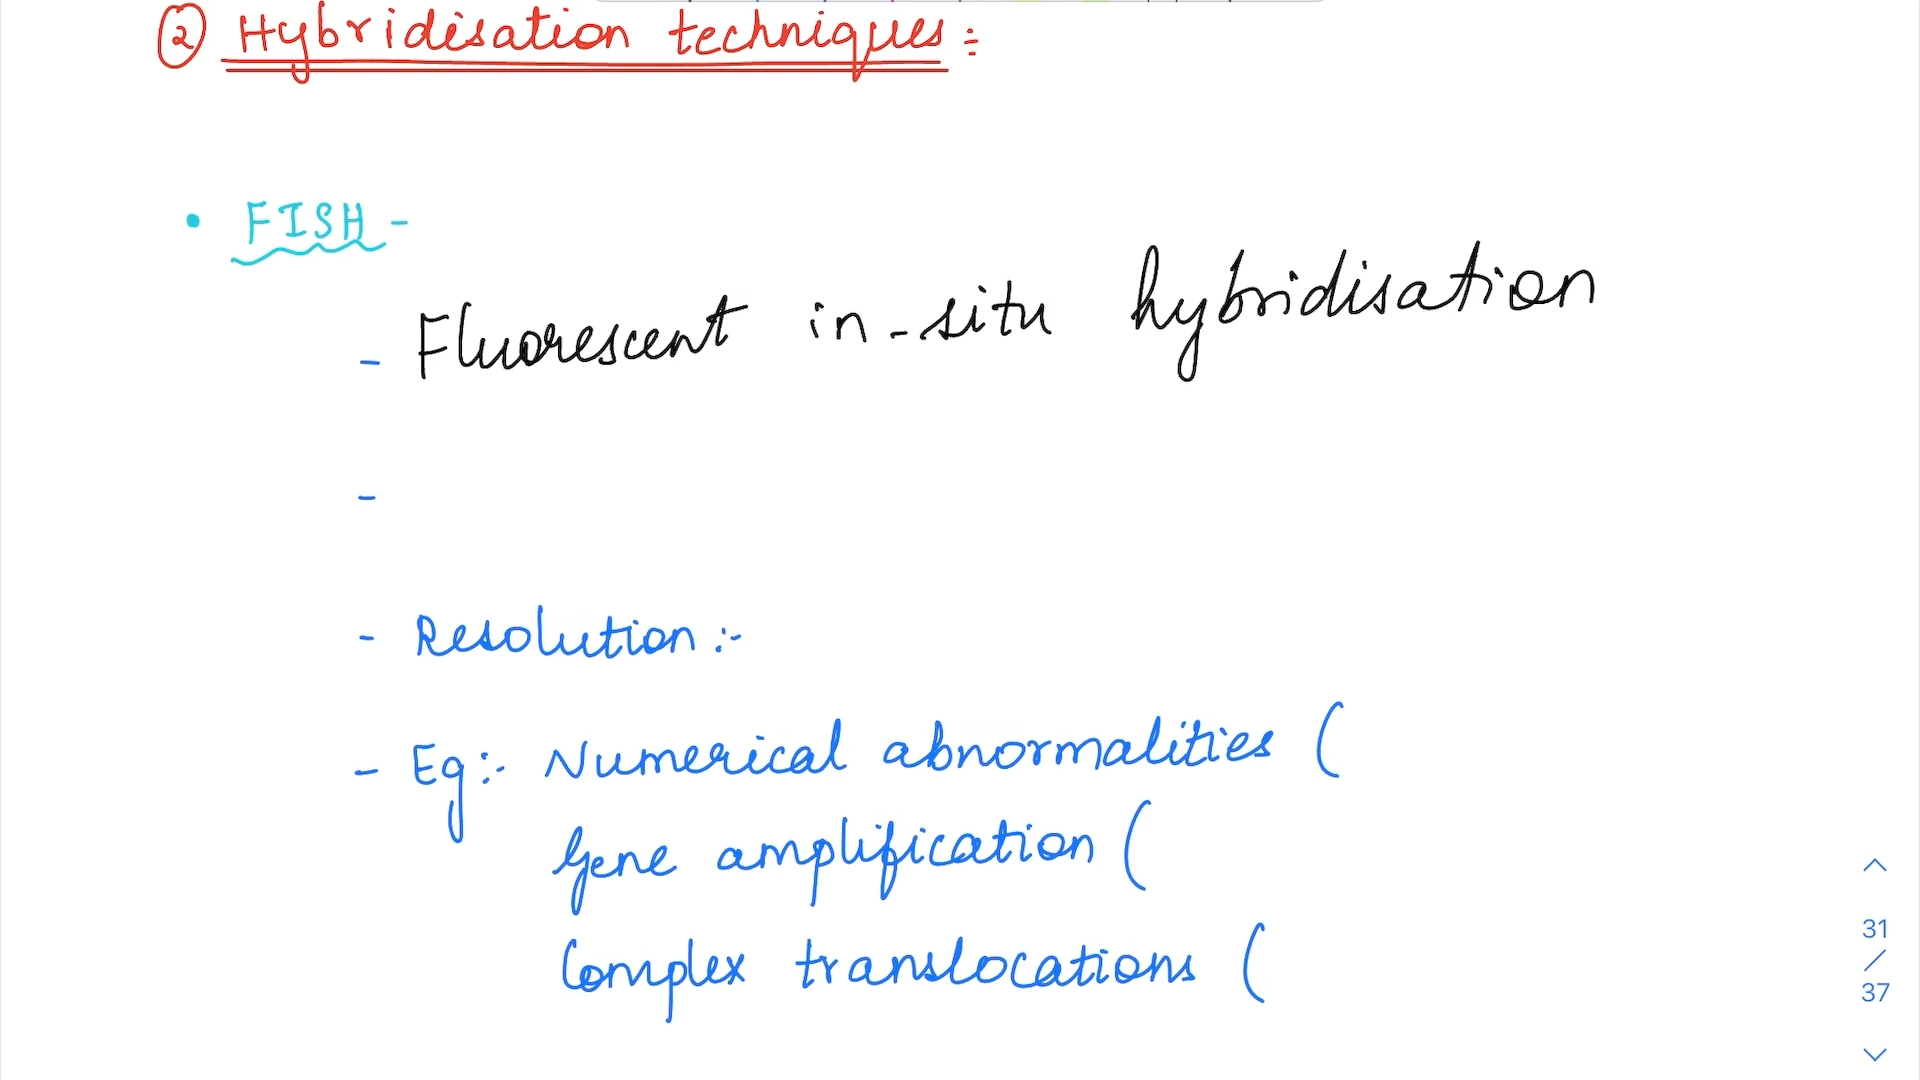 ② Hybridisation techniques :-
• FISH -
- Fluorescent in-situ hybridisation
-
- Resolution :-
- Eg :- Numerical abnormalities (
Gene amplification (
Complex translocations (
31
/
37